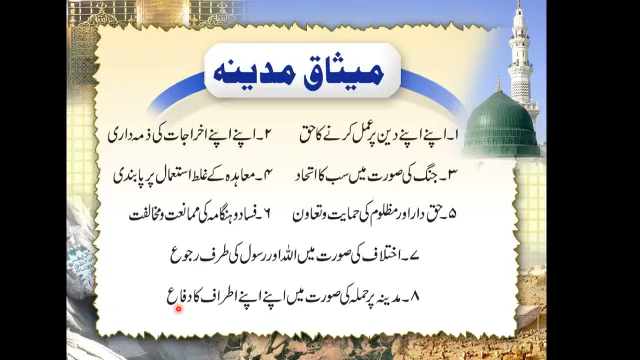 میثاق مدینہ
۱۔اپنے اپنے دین پر عمل کرنے کا حق ۲۔اپنے اپنے اخراجات کی ذمہ داری
۳۔جنگ کی صورت میں سب کا اتحاد ۴۔معاہدہ کے غلط استعمال پر پابندی
۵۔حق دار اور مظلوم کی حمایت و تعاون ۶۔فساد و ہنگامہ کی ممانعت و مخالفت
۷۔اختلاف کی صورت میں اللہ اور رسول کی طرف رجوع
۸۔مدینہ پر حملہ کی صورت میں اپنے اپنے اطراف کا دفاع